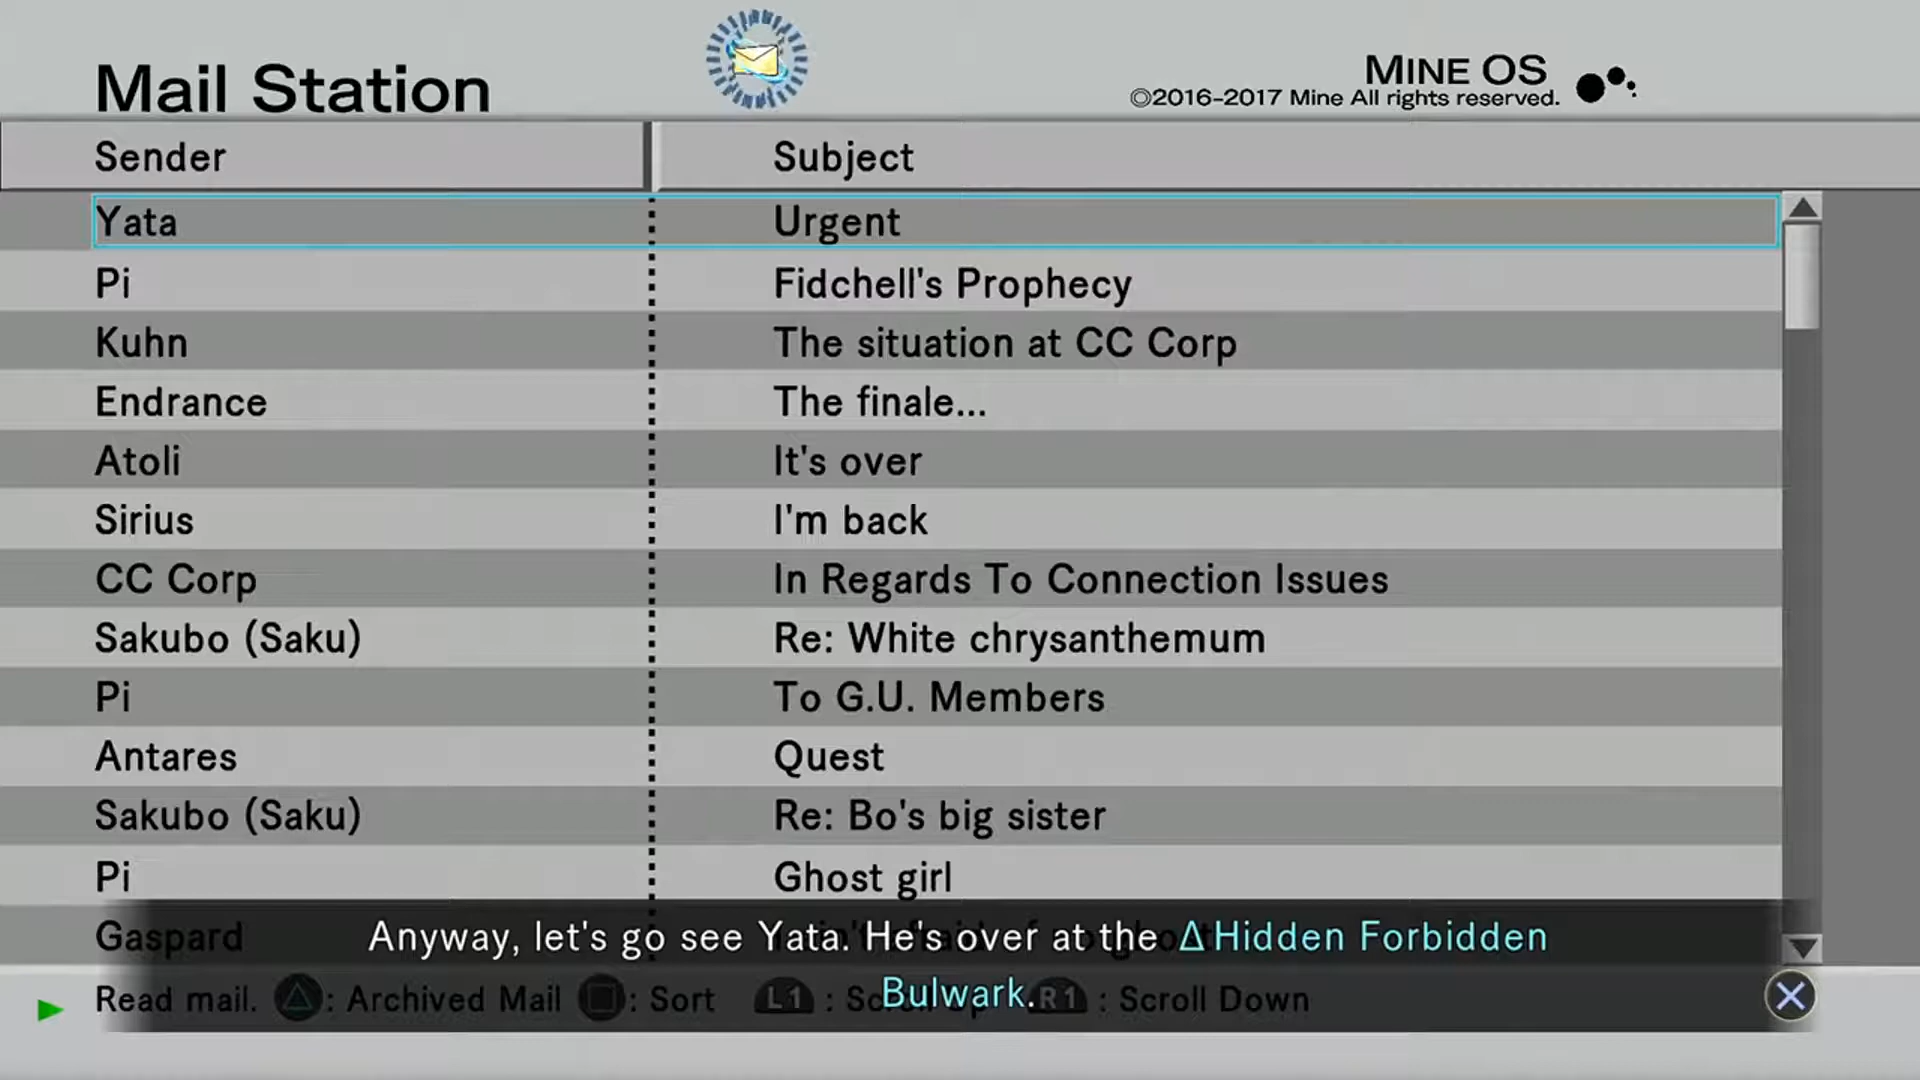 Mail Station
MINE OS
©2016-2017 Mine All rights reserved.
Sender Subject
Yata Urgent
Pi Fidchell's Prophecy
Kuhn The situation at CC Corp
Endrance The finale...
Atoli It's over
Sirius I'm back
CC Corp In Regards To Connection Issues
Sakubo (Saku) Re: White chrysanthemum
Pi To G.U. Members
Antares Quest
Sakubo (Saku) Re: Bo's big sister
Pi Ghost girl
Gaspard
Anyway, let's go see Yata. He's over at the Δ Hidden Forbidden
Bulwark.
Read mail. : Archived Mail : Sort L1 : Scroll Up R1 : Scroll Down